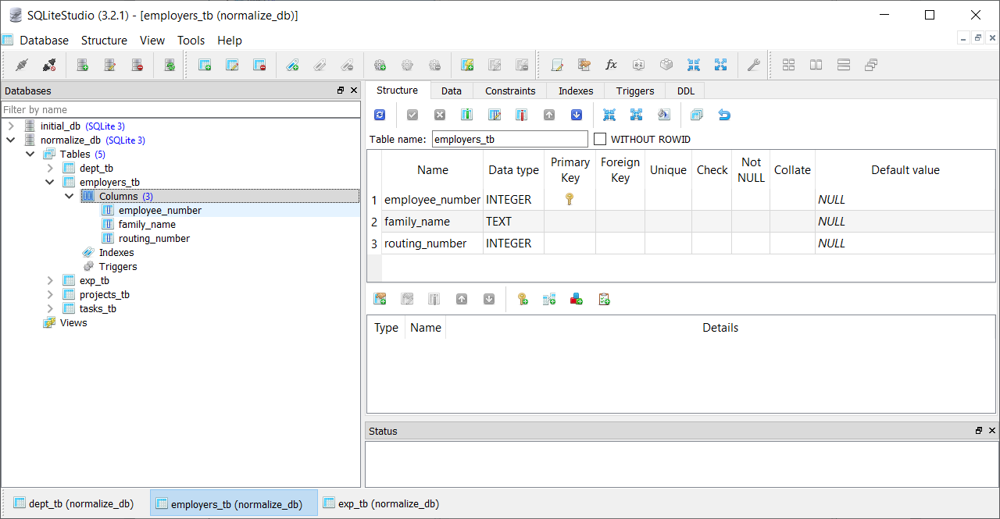 SQLiteStudio (3.2.1) - [employers_tb (normalize_db)]
Database Structure View Tools Help
Databases
Filter by name
initial_db (SQLite 3)
normalize_db (SQLite 3)
Tables (5)
dept_tb
employers_tb
Columns (3)
employee_number
family_name
routing_number
Indexes
Triggers
exp_tb
projects_tb
tasks_tb
Views
Structure Data Constraints Indexes Triggers DDL
Table name: employers_tb WITHOUT ROWID
Name Data type Primary Key Foreign Key Unique Check Not NULL Collate Default value
1 employee_number INTEGER NULL
2 family_name TEXT NULL
3 routing_number INTEGER NULL
Type Name Details
Status
dept_tb (normalize_db) employers_tb (normalize_db) exp_tb (normalize_db)